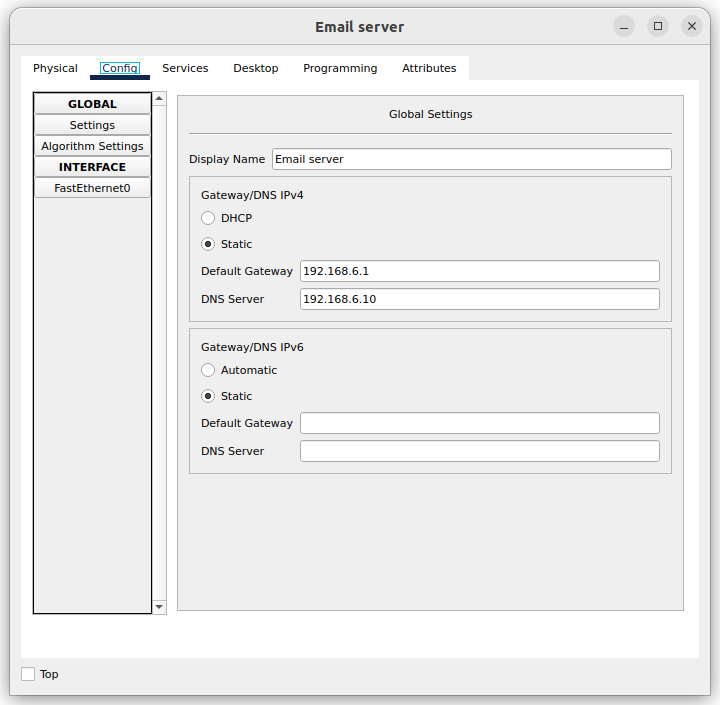 Email server
Physical Config Services Desktop Programming Attributes
GLOBAL
Settings
Algorithm Settings
INTERFACE
FastEthernet0
Global Settings
Display Name Email server
Gateway/DNS IPv4
DHCP
Static
Default Gateway 192.168.6.1
DNS Server 192.168.6.10
Gateway/DNS IPv6
Automatic
Static
Default Gateway
DNS Server
Top